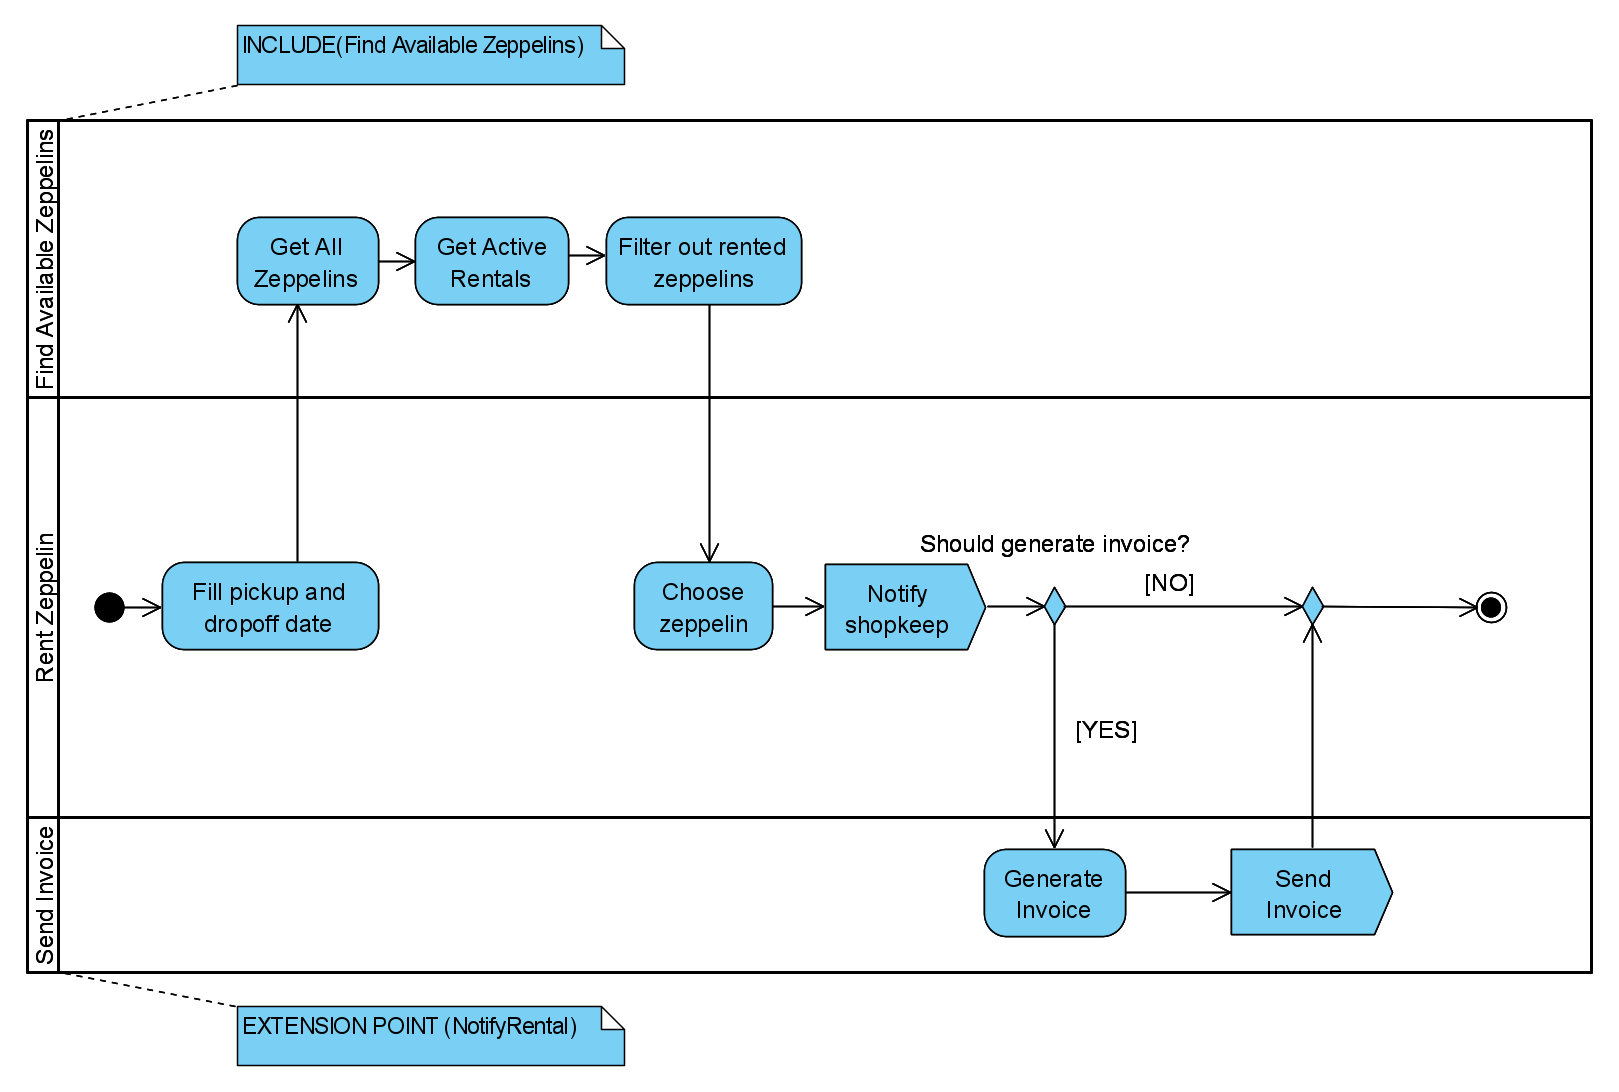 INCLUDE(Find Available Zeppelins)
Find Available Zeppelins
Get All
Zeppelins
Get Active
Rentals
Filter out rented
zeppelins
Rent Zeppelin
Fill pickup and
dropoff date
Choose
zeppelin
Notify
shopkeep
Should generate invoice?
[NO]
[YES]
Send Invoice
Generate
Invoice
Send
Invoice
EXTENSION POINT (NotifyRental)